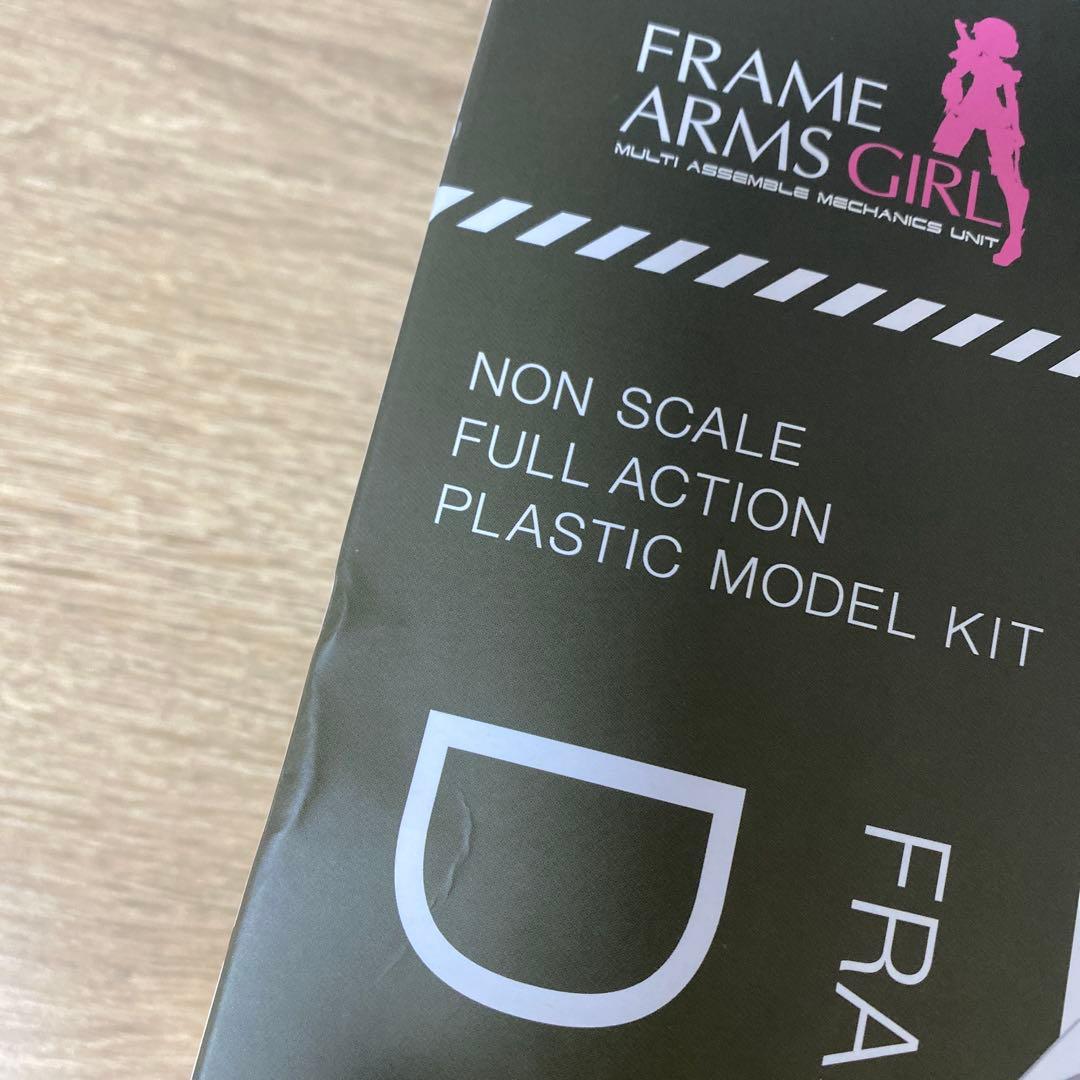 FRAME
ARMS GIRL
MULTI ASSEMBLE MECHANICS UNIT
NON SCALE
FULL ACTION
PLASTIC MODEL KIT
D
FRA